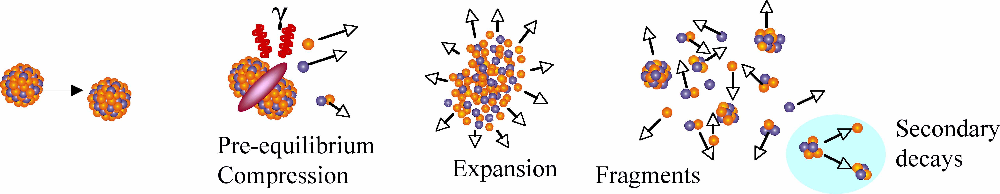 γ
Pre-equilibrium
Compression
Expansion
Fragments
Secondary
decays